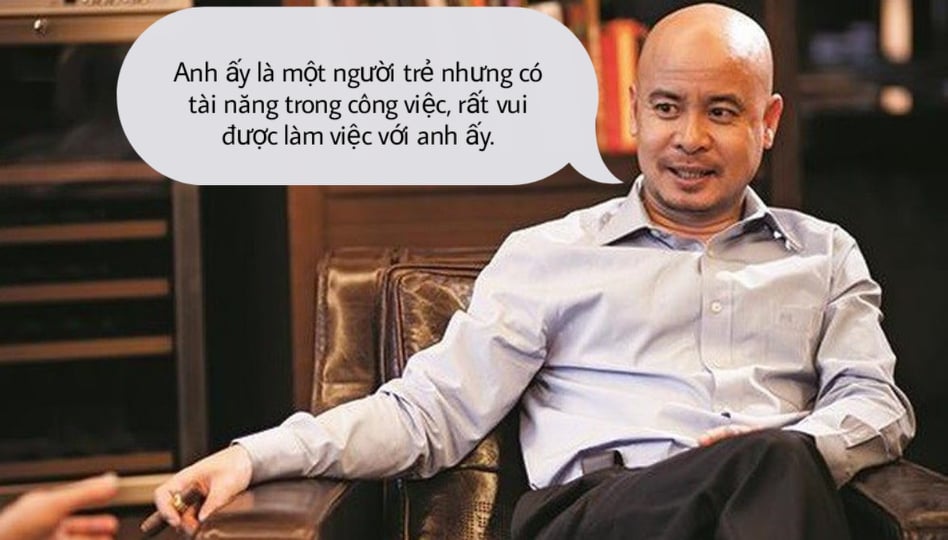 Anh ấy là một người trẻ nhưng có
tài năng trong công việc, rất vui
được làm việc với anh ấy.